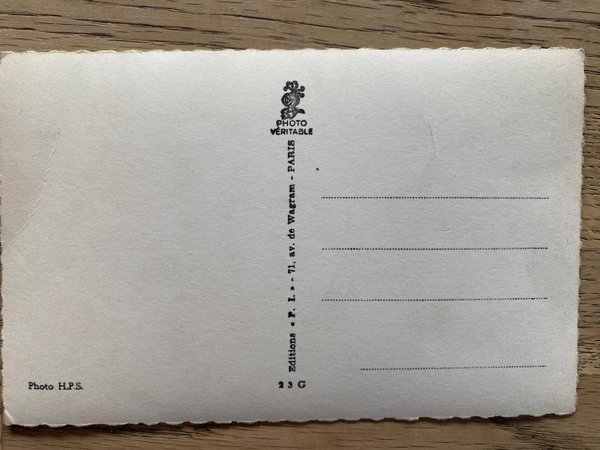 PHOTO
VÉRITABLE
Editions « P. I. » - 71, av. de Wagram - PARIS
Photo H.P.S.
23 G